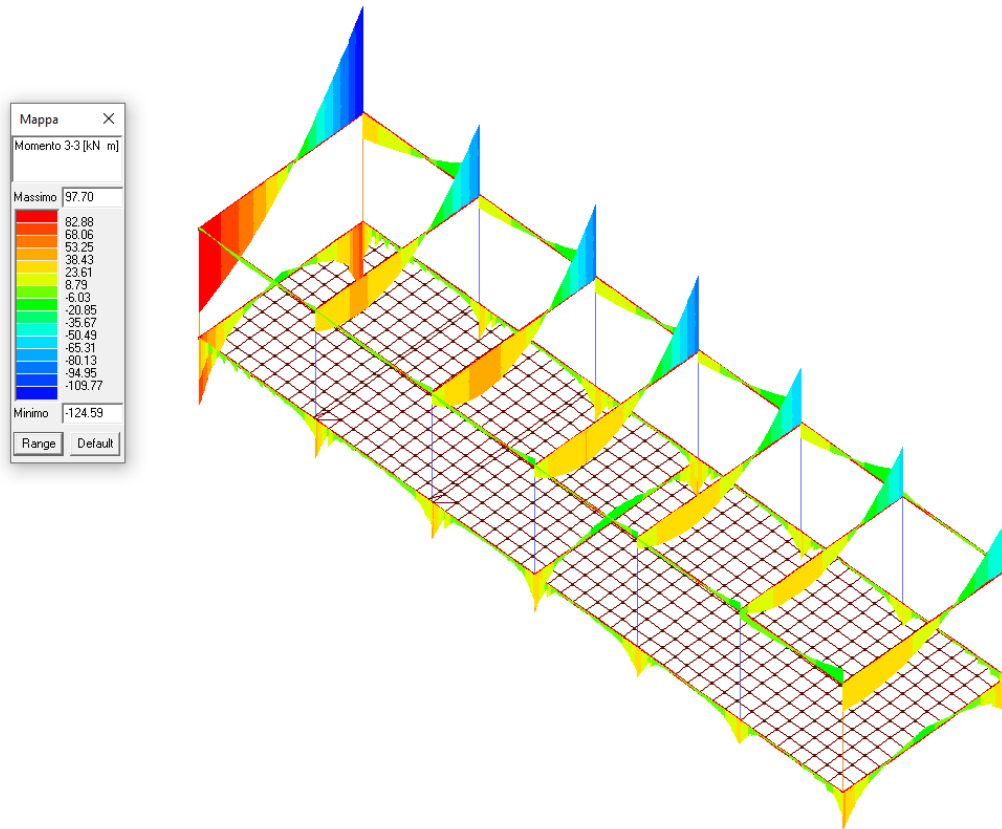 Mappa
Momento 3-3 [kN m]
Massimo 97.70
82.88
68.06
53.25
38.43
23.61
8.79
-6.03
-20.85
-35.67
-50.49
-65.31
-80.13
-94.95
-109.77
Minimo -124.59
Range Default